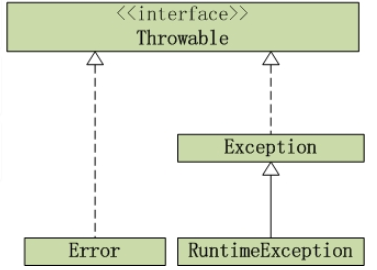 <<interface>>
Throwable
Exception
Error
RuntimeException